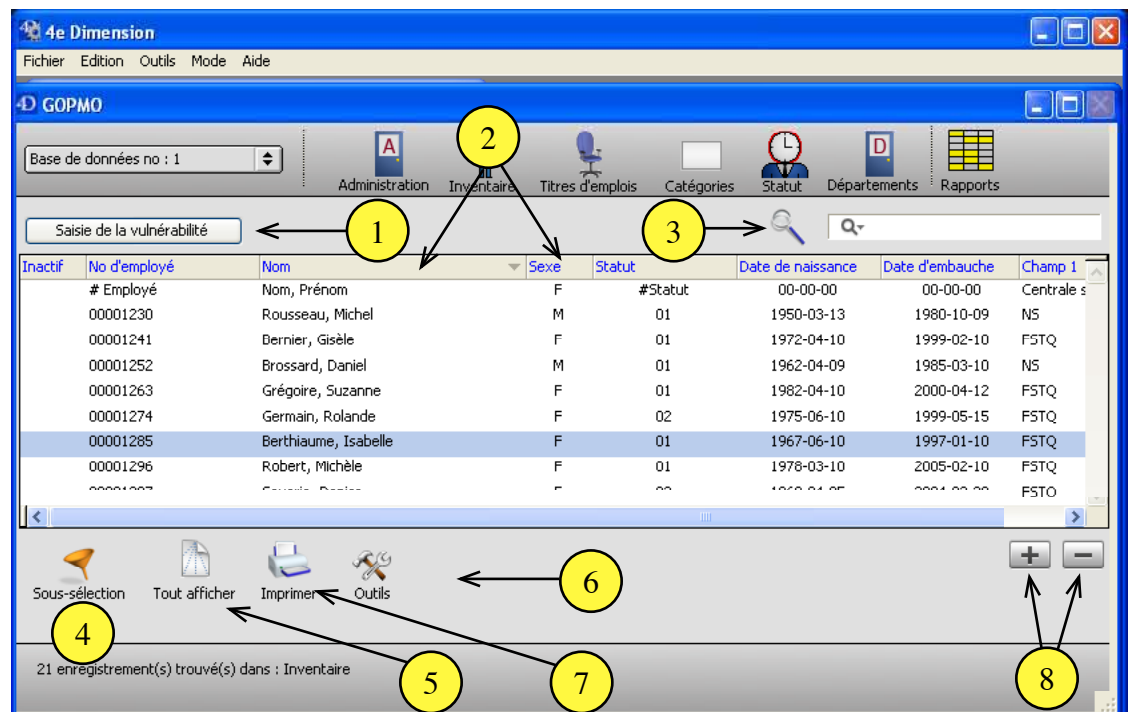 4e Dimension
Fichier Edition Outils Mode Aide
GOPMO
Base de données no : 1
A
D
2
Administration Inventaire Titres d'emplois Catégories Statut Départements Rapports
Saisie de la vulnérabilité
1
3
Inactif No d'employé Nom Sexe Statut Date de naissance Date d'embauche Champ 1
# Employé Nom, Prénom F #Statut 00-00-00 00-00-00 Centrale s
00001230 Rousseau, Michel M 01 1950-03-13 1980-10-09 NS
00001241 Bernier, Gisèle F 01 1972-04-10 1999-02-10 FSTQ
00001252 Brossard, Daniel M 01 1962-04-09 1985-03-10 NS
00001263 Grégoire, Suzanne F 01 1982-04-10 2000-04-12 FSTQ
00001274 Germain, Rolande F 02 1975-06-10 1999-05-15 FSTQ
00001285 Berthiaume, Isabelle F 01 1967-06-10 1997-01-10 FSTQ
00001296 Robert, Michèle F 01 1978-03-10 2005-02-10 FSTQ
FSTQ
6
Sous-sélection Tout afficher Imprimer Outils
4
21 enregistrement(s) trouvé(s) dans : Inventaire
5
7
8